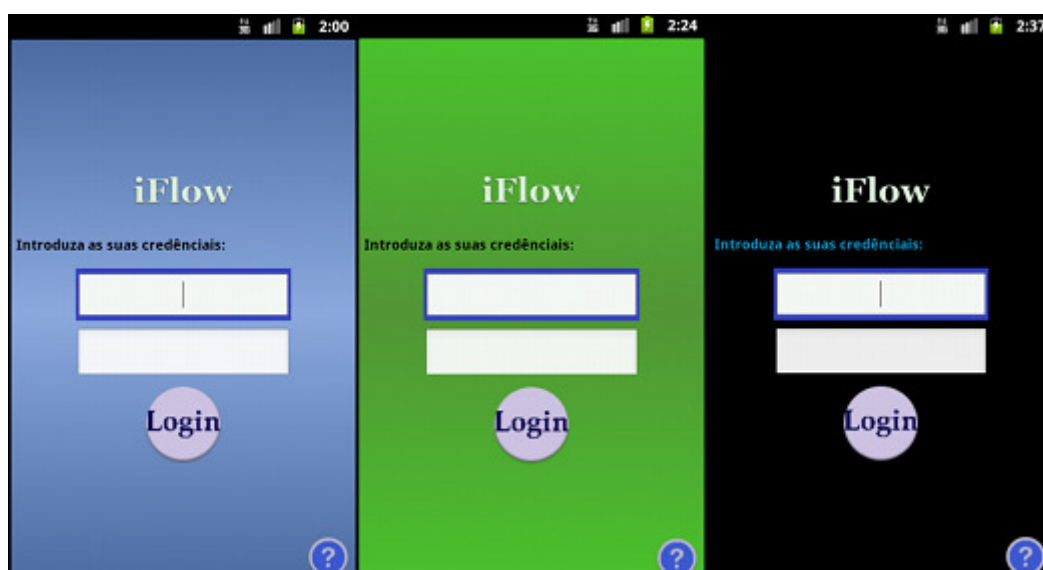 2:00
iFlow
Introduza as suas credênciais:
Login
?
2:24
iFlow
Introduza as suas credênciais:
Login
?
2:37
iFlow
Introduza as suas credênciais:
Login
?